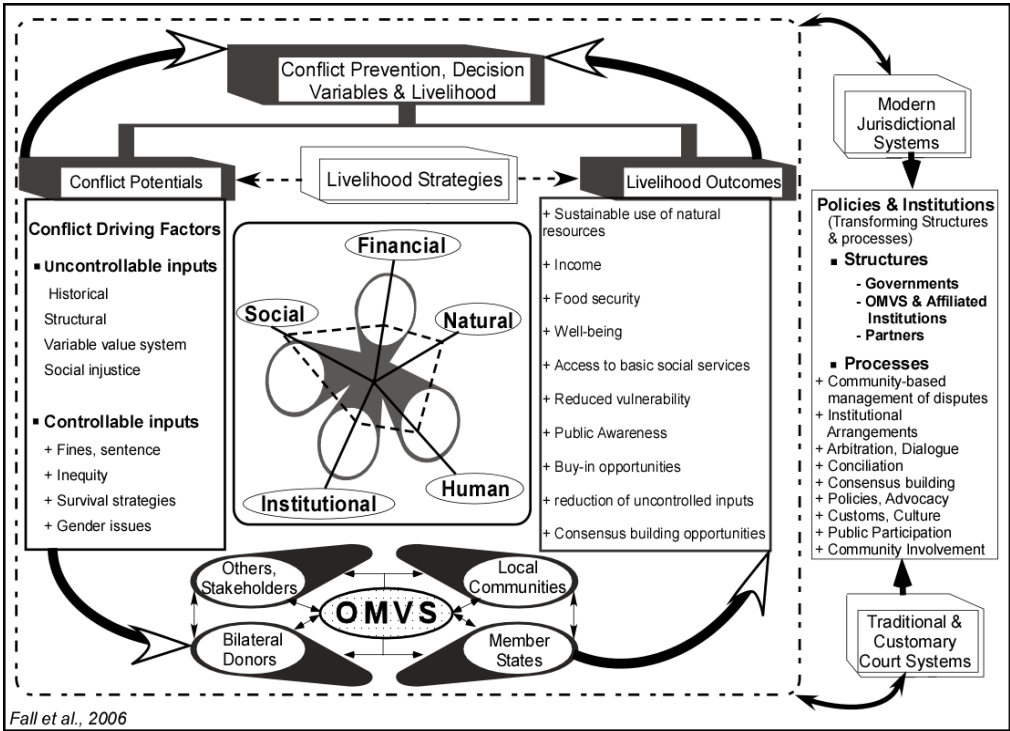 Conflict Prevention, Decision
Variables & Livelihood
Conflict Potentials
Livelihood Strategies
Livelihood Outcomes
Conflict Driving Factors
▪ Uncontrollable inputs
Historical
Structural
Variable value system
Social injustice
▪ Controllable inputs
+ Fines, sentence
+ Inequity
+ Survival strategies
+ Gender issues
Financial
Social
Natural
Institutional
Human
+ Sustainable use of natural
resources
+ Income
+ Food security
+ Well-being
+ Access to basic social services
+ Reduced vulnerability
+ Public Awareness
+ Buy-in opportunities
+ reduction of uncontrolled inputs
+ Consensus building opportunities
Others,
Stakeholders
Local
Communities
OMVS
Bilateral
Donors
Member
States
Modern
Jurisdictional
Systems
Policies & Institutions
(Transforming Structures
& processes)
▪ Structures
- Governments
- OMVS & Affiliated
Institutions
- Partners
▪ Processes
+ Community-based
management of disputes
+ Institutional
Arrangements
+ Arbitration, Dialogue
+ Conciliation
+ Consensus building
+ Policies, Advocacy
+ Customs, Culture
+ Public Participation
+ Community Involvement
Traditional &
Customary
Court Systems
Fall et al., 2006